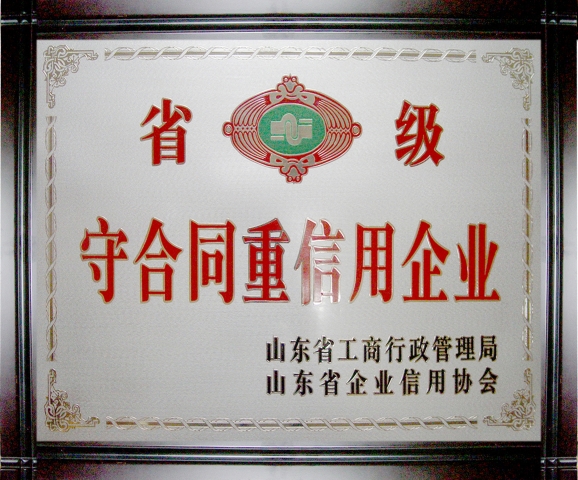 省 级
守合同重信用企业
山东省工商行政管理局
山东省企业信用协会